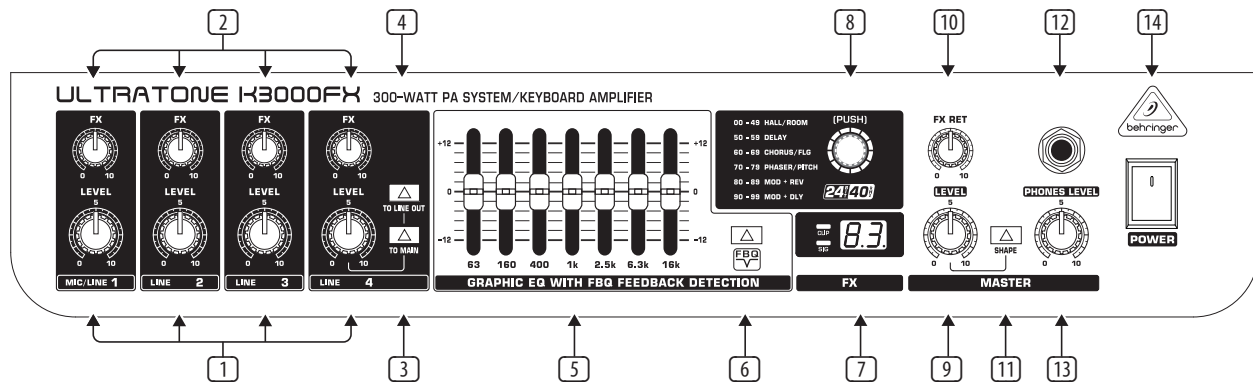 2 4 8 10 12 14
ULTRATONE K3000FX 300-WATT PA SYSTEM/KEYBOARD AMPLIFIER
FX FX FX FX
0 10 0 10 0 10 0 10
LEVEL LEVEL LEVEL LEVEL
5 5 5 5
0 10 0 10 0 10 0 10
TO LINE OUT
TO MAIN
MIC/LINE 1 LINE 2 LINE 3 LINE 4
+12 +12
0 0
-12 -12
63 160 400 1k 2.5k 6.3k 16k
FBQ
GRAPHIC EQ WITH FBQ FEEDBACK DETECTION
(PUSH)
00 - 49 HALL/ROOM
50 - 59 DELAY
60 - 69 CHORUS/FLG
70 - 79 PHASER/PITCH
80 - 89 MOD + REV
90 - 99 MOD + DLY
24 40
CLIP
SIG
8.3.
FX
FX RET
0 10
LEVEL
5
0 10
SHAPE
PHONES LEVEL
5
0 10
MASTER
behringer
POWER
1 3 5 6 7 9 11 13